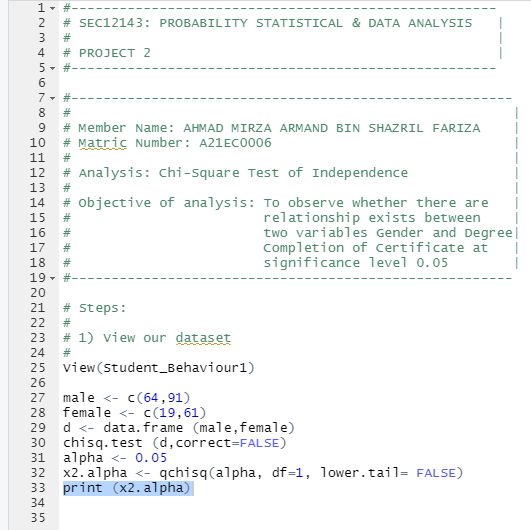 1 #------------------------------------------------------
2 # SEC12143: PROBABILITY STATISTICAL & DATA ANALYSIS   |
3 #                                                     |
4 # PROJECT 2                                           |
5 #------------------------------------------------------
6
7 #--------------------------------------------------------
8 #                                                       |
9 # Member Name: AHMAD MIRZA ARMAND BIN SHAZRIL FARIZA    |
10 # Matric Number: A21EC0006                             |
11 #                                                      |
12 # Analysis: Chi-Square Test of Independence            |
13 #                                                      |
14 # Objective of analysis: To observe whether there are  |
15 #                        relationship exists between   |
16 #                        two variables Gender and Degree|
17 #                        Completion of Certificate at  |
18 #                        significance level 0.05       |
19 #--------------------------------------------------------
20
21 # Steps:
22 #
23 # 1) View our dataset
24 #
25 View(Student_Behaviour1)
26
27 male <- c(64,91)
28 female <- c(19,61)
29 d <- data.frame (male,female)
30 chisq.test (d,correct=FALSE)
31 alpha <- 0.05
32 x2.alpha <- qchisq(alpha, df=1, lower.tail= FALSE)
33 print (x2.alpha)
34
35